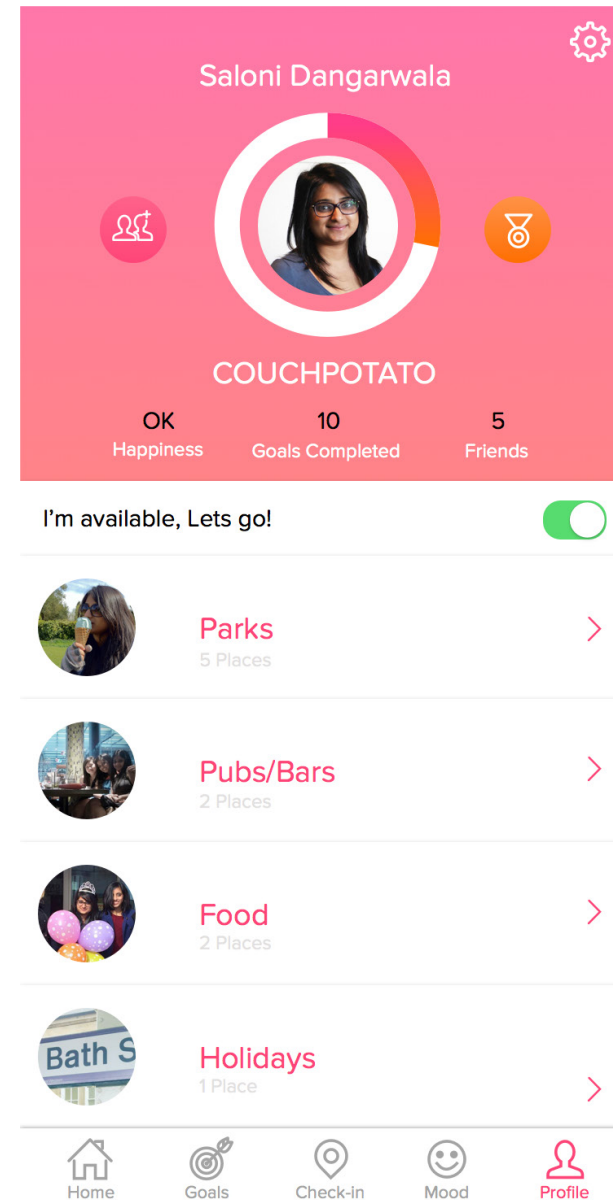 Saloni Dangarwala
COUCHPOTATO
OK 10 5
Happiness Goals Completed Friends
I'm available, Lets go!
Parks
5 Places
Pubs/Bars
2 Places
Food
2 Places
Bath S
Holidays
1 Place
Home Goals Check-in Mood Profile